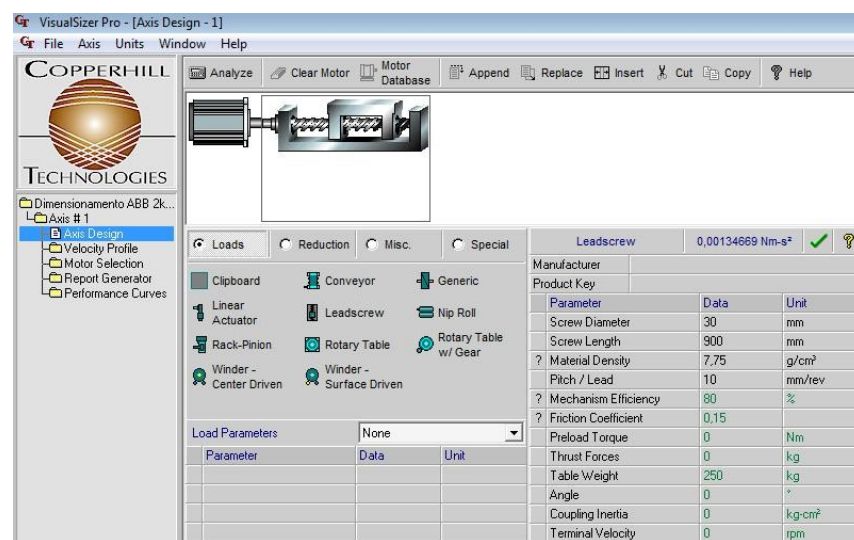 VisualSizer Pro - [Axis Design - 1]
File Axis Units Window Help
COPPERHILL
TECHNOLOGIES
Analyze Clear Motor Motor Database Append Replace Insert Cut Copy Help
Dimensionamento ABB 2k...
Axis # 1
Axis Design
Velocity Profile
Motor Selection
Report Generator
Performance Curves
Loads Reduction Misc. Special
Clipboard Conveyor Generic
Linear Actuator Leadscrew Nip Roll
Rack-Pinion Rotary Table Rotary Table w/ Gear
Winder - Center Driven Winder - Surface Driven
Load Parameters None
Parameter Data Unit
Leadscrew 0,00134669 Nm-s²
Manufacturer
Product Key
Parameter Data Unit
Screw Diameter 30 mm
Screw Length 900 mm
? Material Density 7,75 g/cm³
Pitch / Lead 10 mm/rev
? Mechanism Efficiency 80 %
? Friction Coefficient 0,15
Preload Torque 0 Nm
Thrust Forces 0 kg
Table Weight 250 kg
Angle 0 °
Coupling Inertia 0 kg-cm²
Terminal Velocity 0 rpm